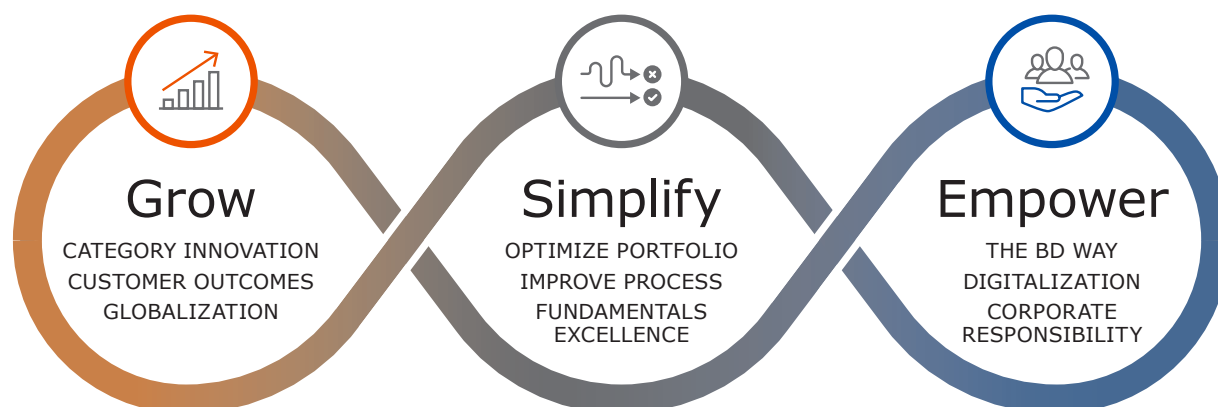 Grow
CATEGORY INNOVATION
CUSTOMER OUTCOMES
GLOBALIZATION
Simplify
OPTIMIZE PORTFOLIO
IMPROVE PROCESS
FUNDAMENTALS
EXCELLENCE
Empower
THE BD WAY
DIGITALIZATION
CORPORATE
RESPONSIBILITY